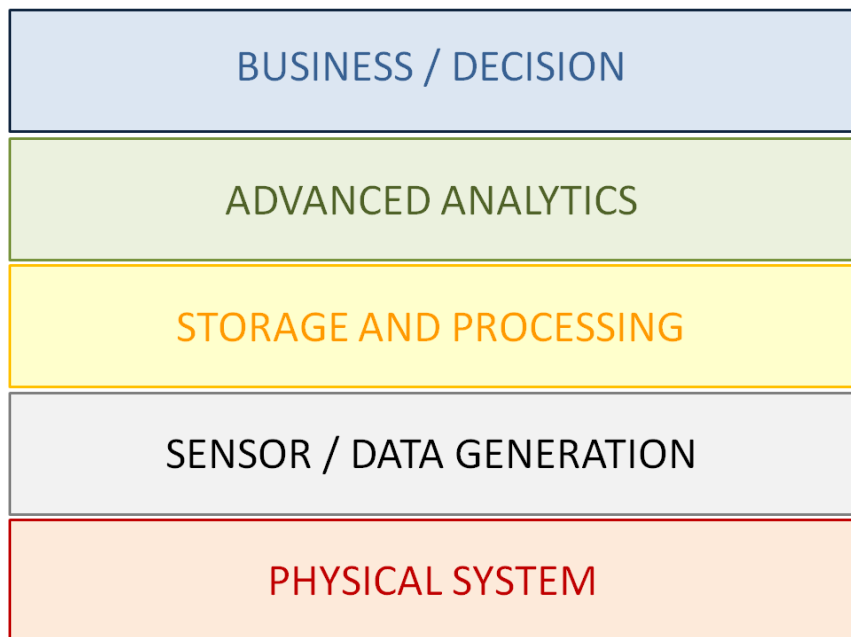 BUSINESS / DECISION
ADVANCED ANALYTICS
STORAGE AND PROCESSING
SENSOR / DATA GENERATION
PHYSICAL SYSTEM